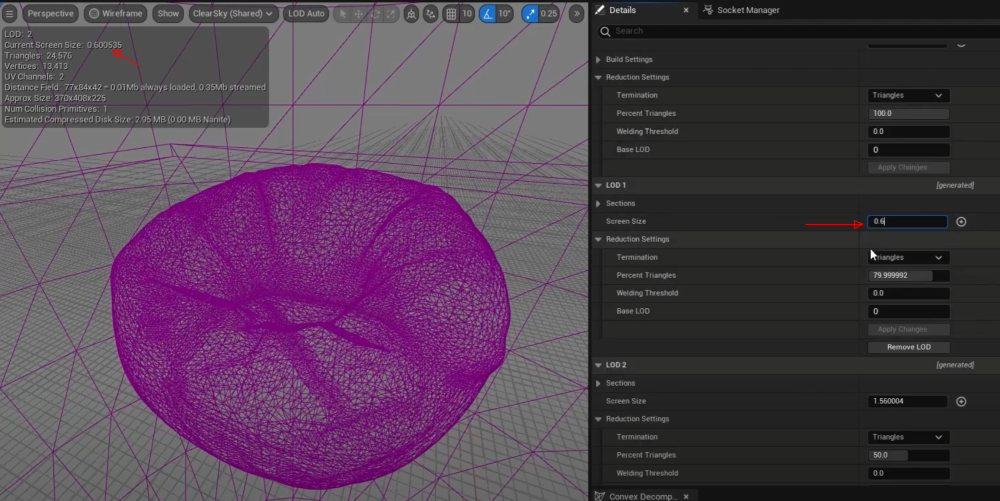 Perspective Wireframe Show ClearSky (Shared) LOD Auto 10 10° 0.25
LOD: 2
Current Screen Size: 0.600535
Triangles: 24,576
Vertices: 13,413
UV Channels: 2
Distance Field: 77x84x42 = 0.01Mb always loaded, 0.35Mb streamed
Approx Size: 370x408x225
Num Collision Primitives: 1
Estimated Compressed Disk Size: 2.95 MB (0.00 MB Nanite)
Details Socket Manager
Search
Build Settings
Reduction Settings
Termination Triangles
Percent Triangles 100.0
Welding Threshold 0.0
Base LOD 0
Apply Changes
LOD 1 [generated]
Sections
Screen Size 0.6
Reduction Settings
Termination Triangles
Percent Triangles 79.999992
Welding Threshold 0.0
Base LOD 0
Apply Changes
Remove LOD
LOD 2 [generated]
Sections
Screen Size 1.560004
Reduction Settings
Termination Triangles
Percent Triangles 50.0
Welding Threshold 0.0
Convex Decomp...